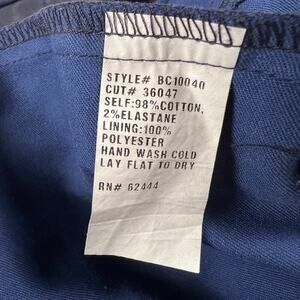 STYLE# BC10040
CUT# 36047
SELF:98%COTTON,
2%ELASTANE
LINING:100%
POLYESTER
HAND WASH COLD
LAY FLAT TO DRY
RN# 62444